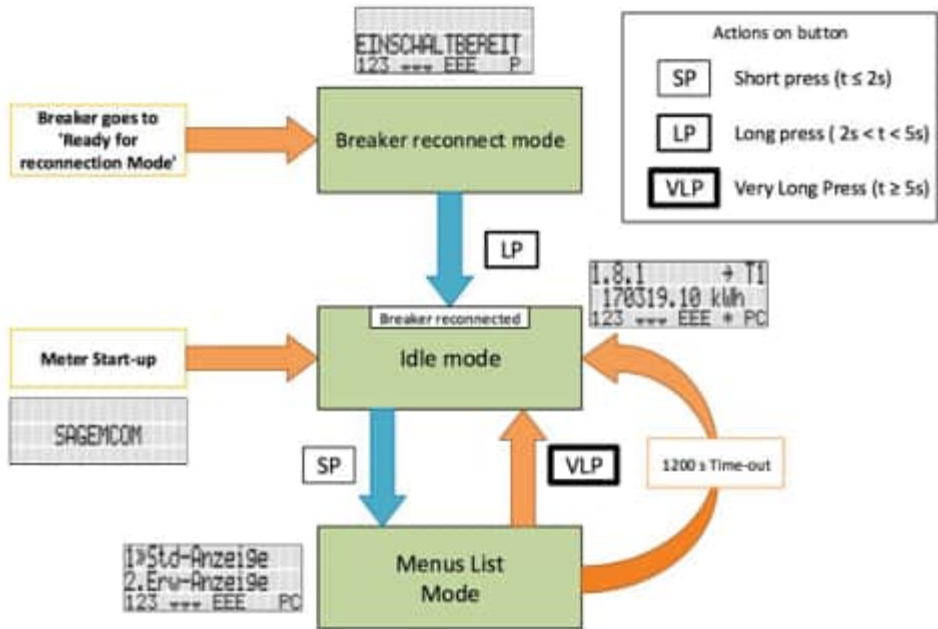 EINSCHALTBEREIT
123 EEE P
Breaker goes to
'Ready for
reconnection Mode'
Breaker reconnect mode
Actions on button
SP Short press (t ≤ 2s)
LP Long press ( 2s < t < 5s)
VLP Very Long Press (t ≥ 5s)
LP
1.8.1 → T1
170319.10 kWh
123 EEE * PC
Breaker reconnected
Idle mode
Meter Start-up
SAGEMCOM
SP
VLP
1200 s Time-out
1»Std-Anzeige
2.Erw-Anzeige
123 EEE PC
Menus List
Mode